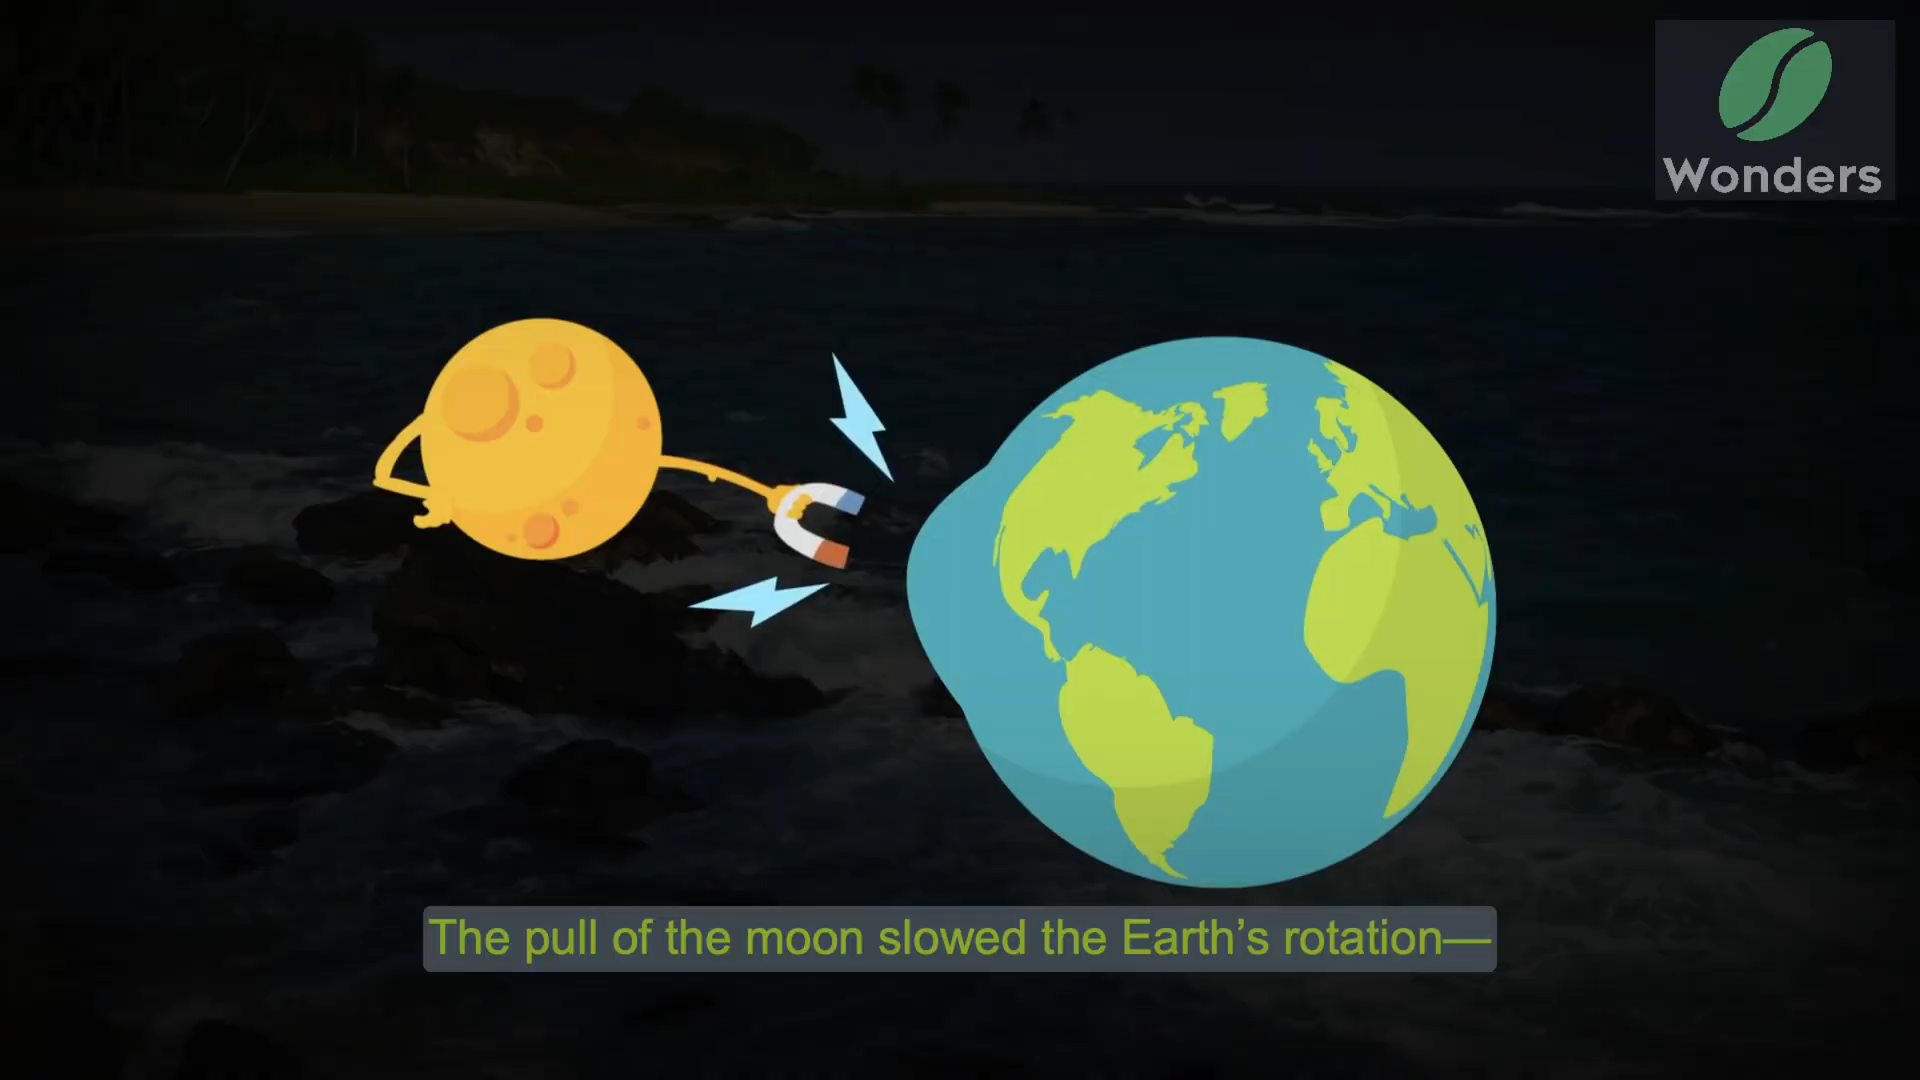 Wonders
The pull of the moon slowed the Earth’s rotation—